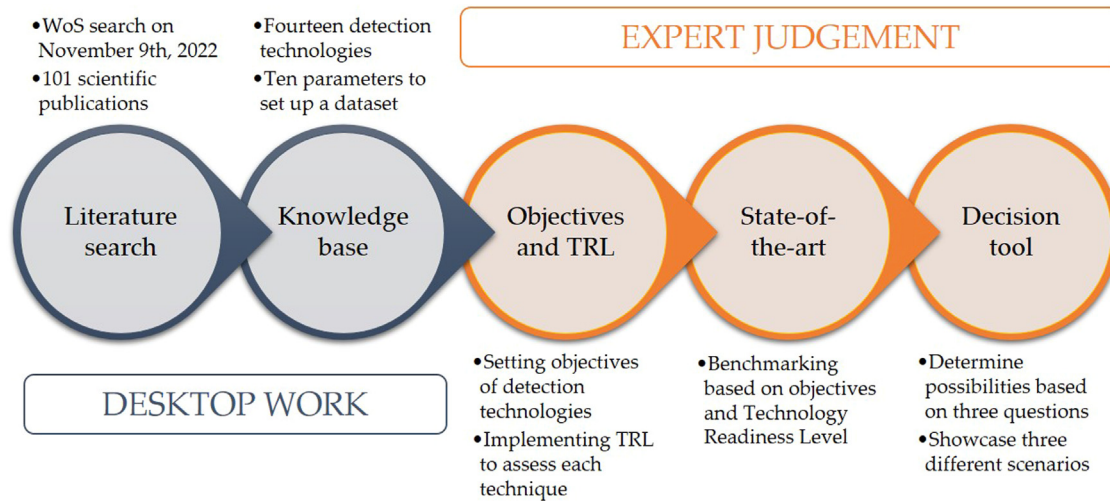 •WoS search on
November 9th, 2022
•101 scientific
publications
•Fourteen detection
technologies
•Ten parameters to
set up a dataset
EXPERT JUDGEMENT
Literature
search
Knowledge
base
Objectives
and TRL
State-of-
the-art
Decision
tool
DESKTOP WORK
•Setting objectives
of detection
technologies
•Implementing TRL
to assess each
technique
•Benchmarking
based on objectives
and Technology
Readiness Level
•Determine
possibilities based
on three questions
•Showcase three
different scenarios